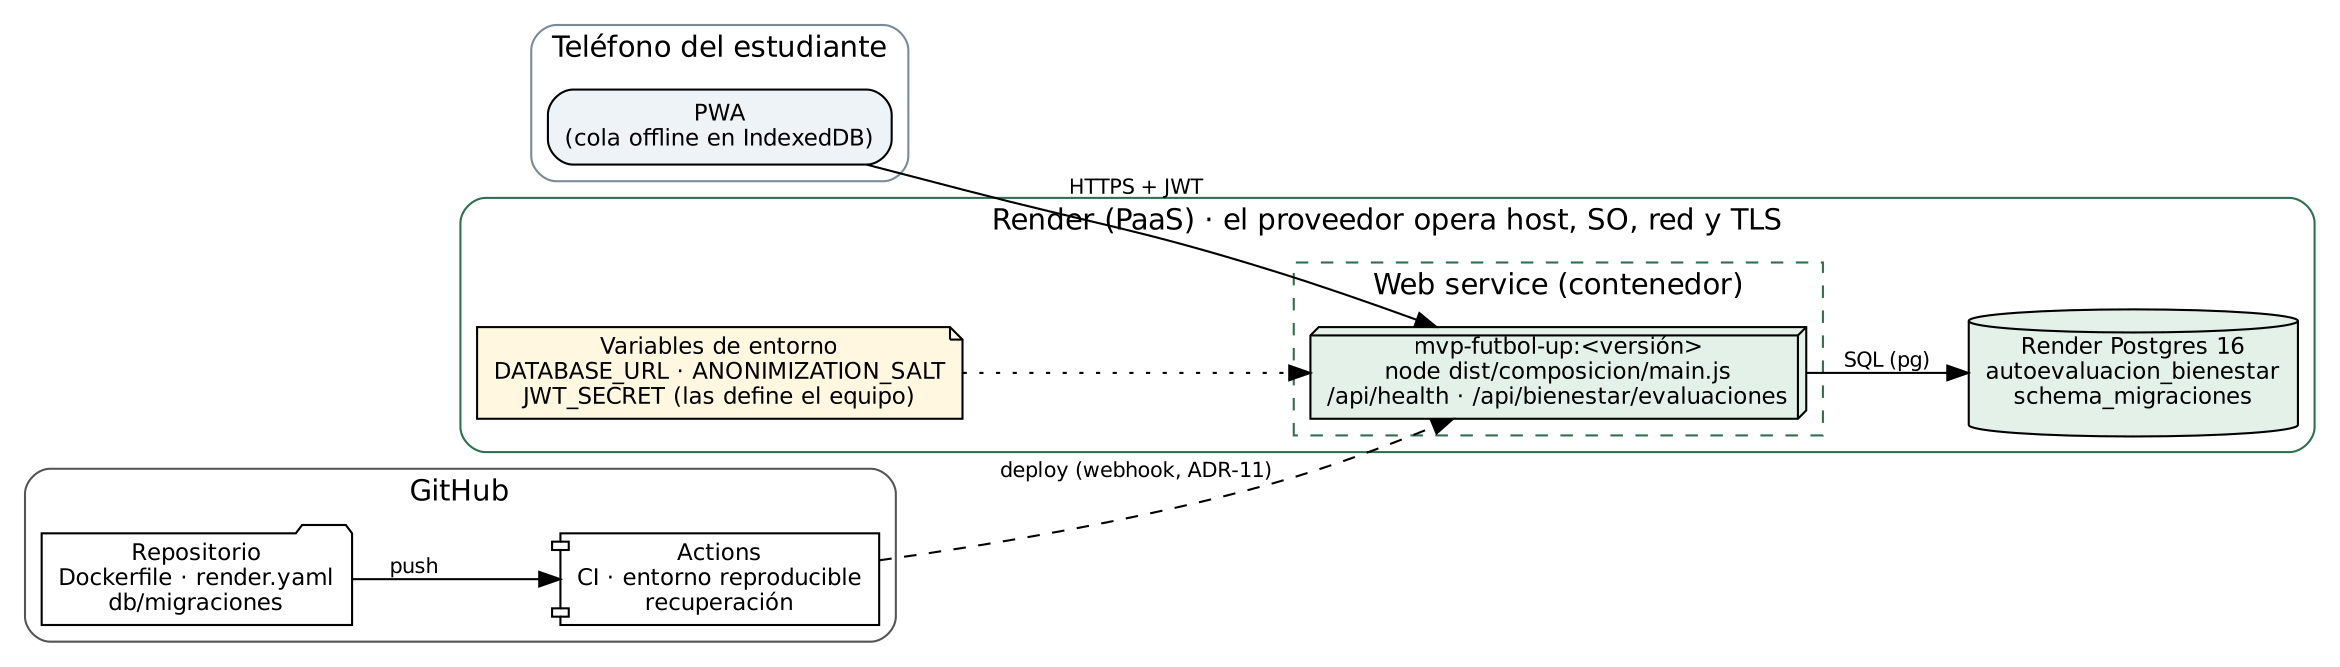 Teléfono del estudiante
PWA
(cola offline en IndexedDB)
HTTPS + JWT
Render (PaaS) · el proveedor opera host, SO, red y TLS
Web service (contenedor)
Variables de entorno
DATABASE_URL · ANONIMIZATION_SALT
JWT_SECRET (las define el equipo)
mvp-futbol-up:<versión>
node dist/composicion/main.js
/api/health · /api/bienestar/evaluaciones
SQL (pg)
Render Postgres 16
autoevaluacion_bienestar
schema_migraciones
deploy (webhook, ADR-11)
GitHub
Repositorio
Dockerfile · render.yaml
db/migraciones
push
Actions
CI · entorno reproducible
recuperación